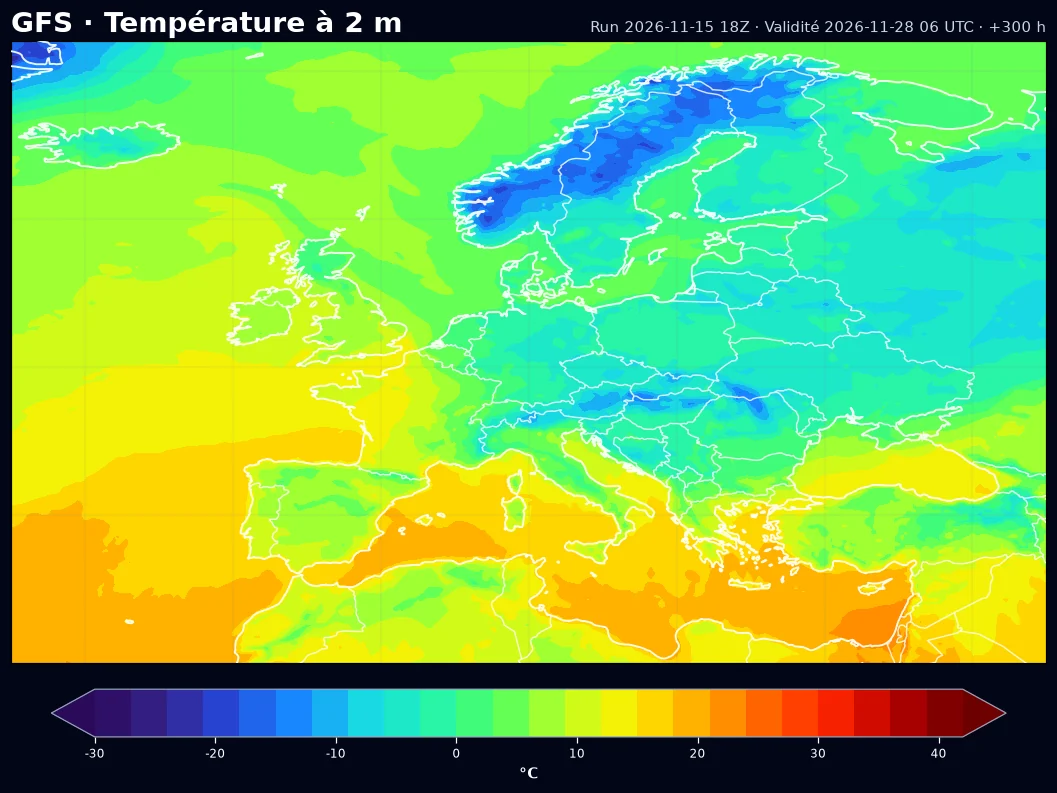 GFS · Température à 2 m
Run 2026-11-15 18Z · Validité 2026-11-28 06 UTC · +300 h
-30 -20 -10 0 10 20 30 40
°C